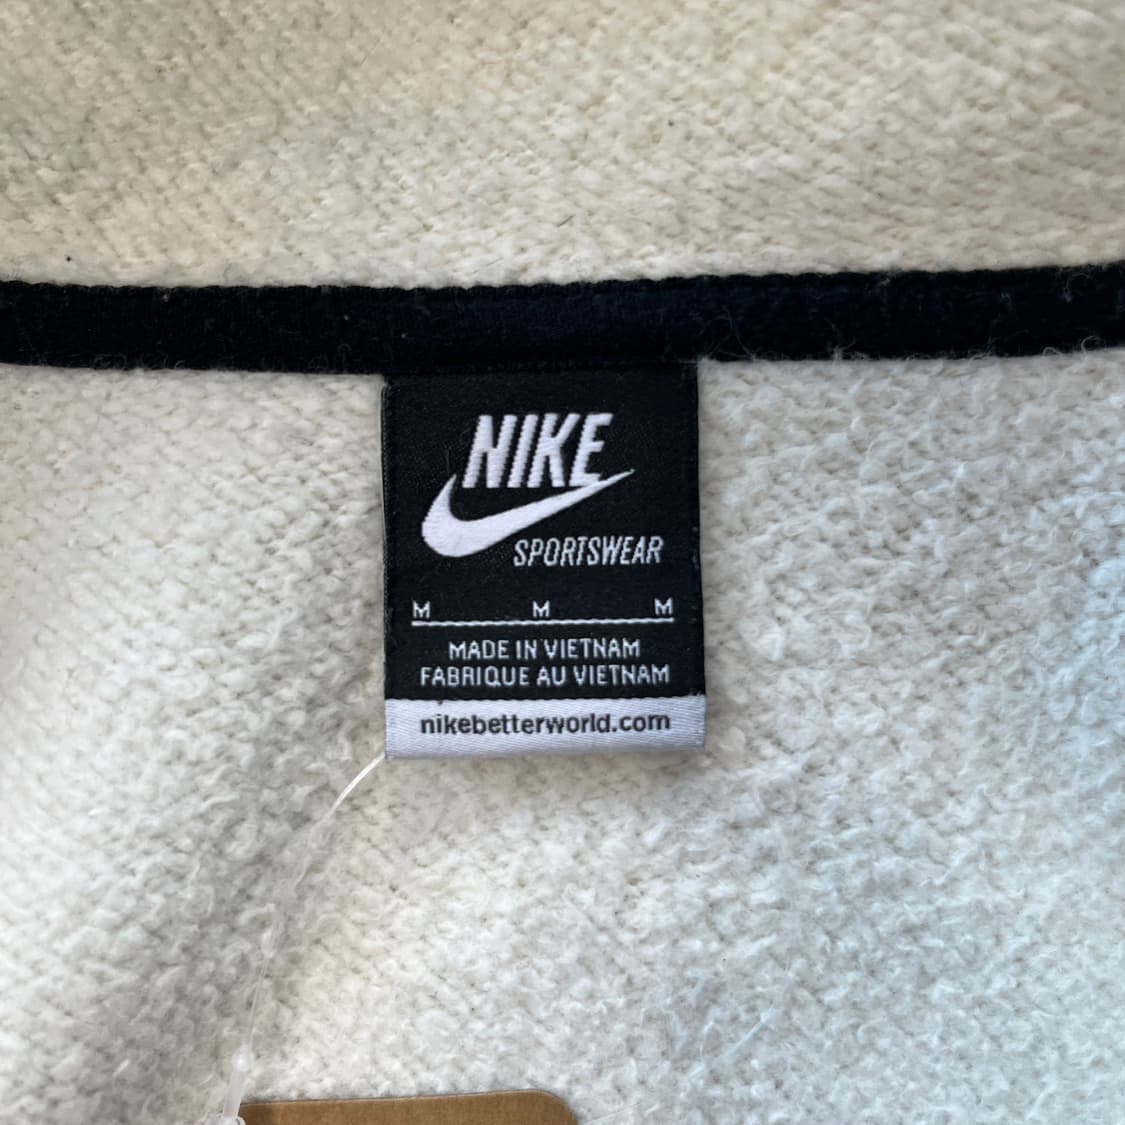 NIKE
SPORTSWEAR
M M M
MADE IN VIETNAM
FABRIQUE AU VIETNAM
nikebetterworld.com